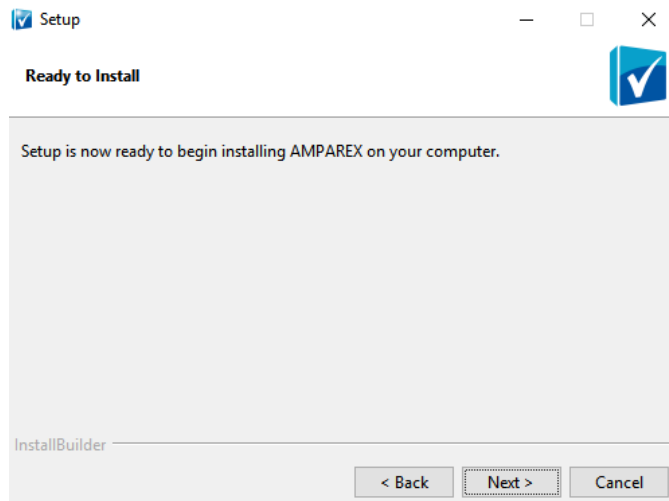 Setup
Ready to Install
Setup is now ready to begin installing AMPAREX on your computer.
InstallBuilder
< Back Next > Cancel